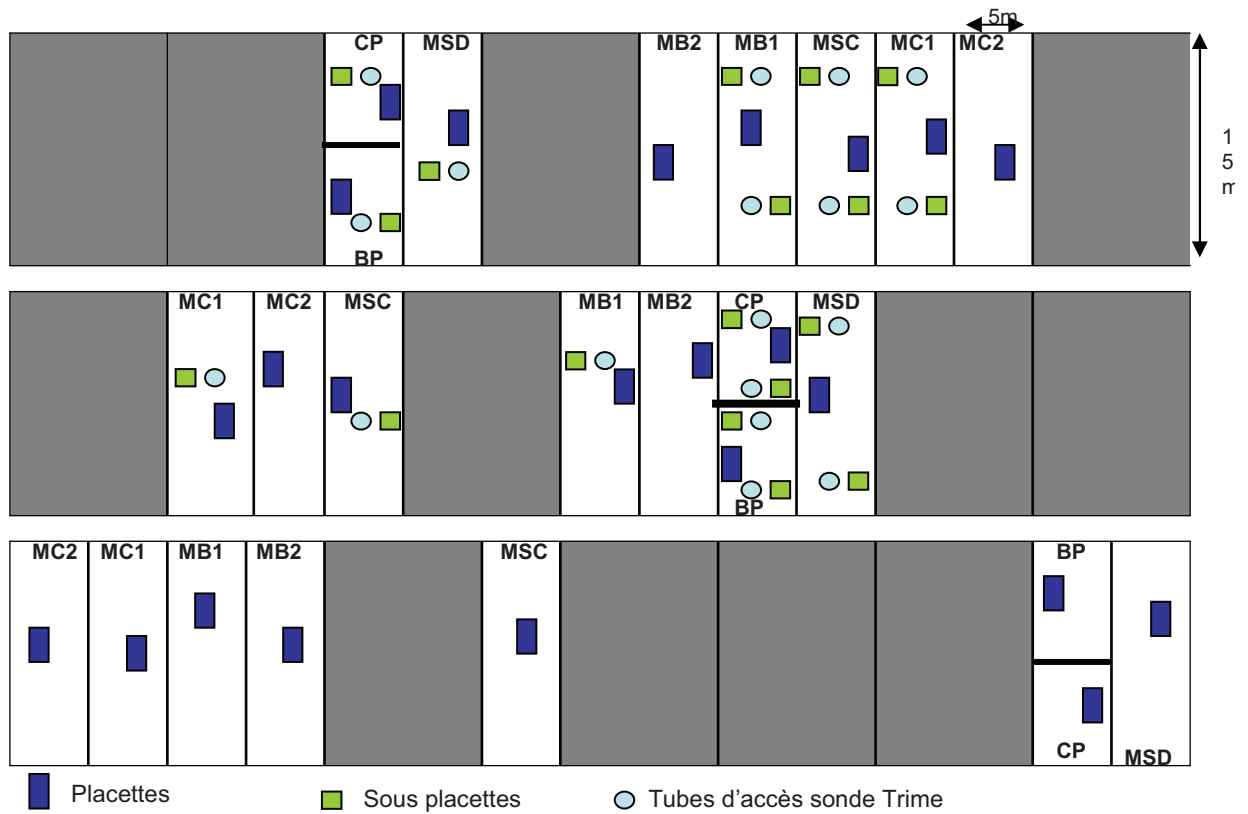 5m
CP MSD MB2 MB1 MSC MC1 MC2
1
5
m
BP
MC1 MC2 MSC MB1 MB2 CP MSD
BP
MC2 MC1 MB1 MB2 MSC BP
CP MSD
Placettes Sous placettes Tubes d'accès sonde Trime